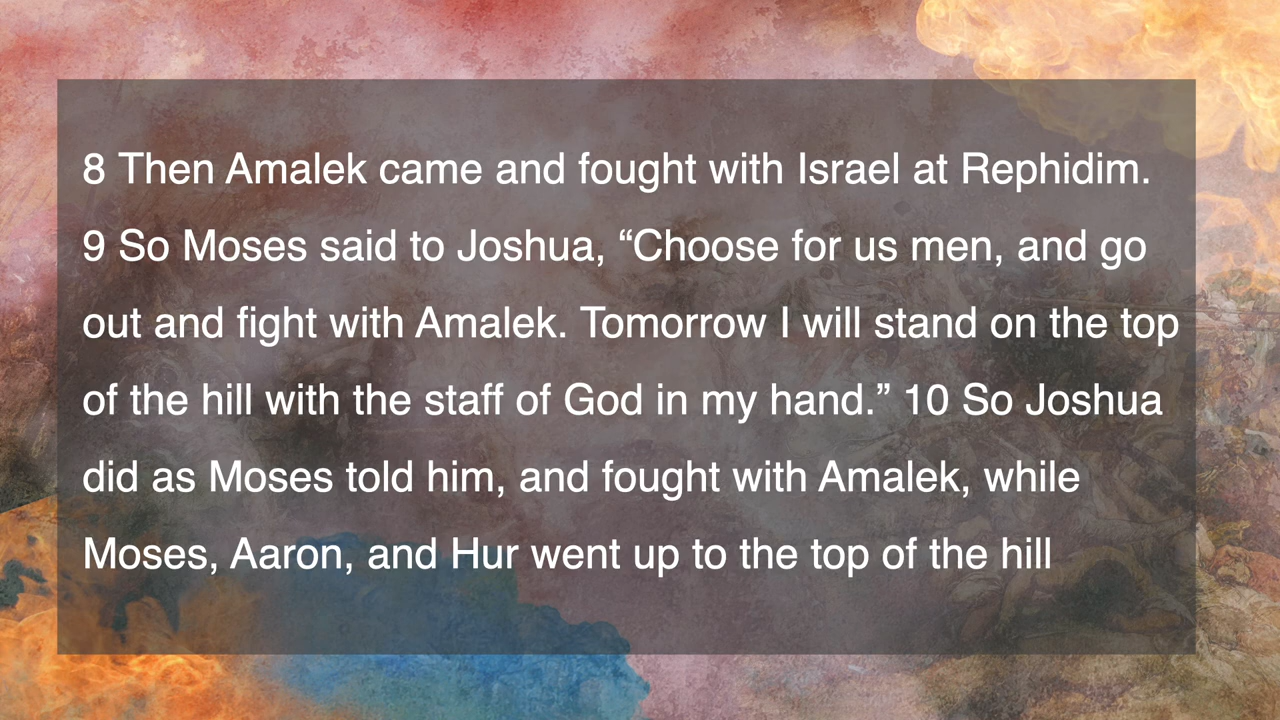 8 Then Amalek came and fought with Israel at Rephidim.
9 So Moses said to Joshua, “Choose for us men, and go
out and fight with Amalek. Tomorrow I will stand on the top
of the hill with the staff of God in my hand.” 10 So Joshua
did as Moses told him, and fought with Amalek, while
Moses, Aaron, and Hur went up to the top of the hill